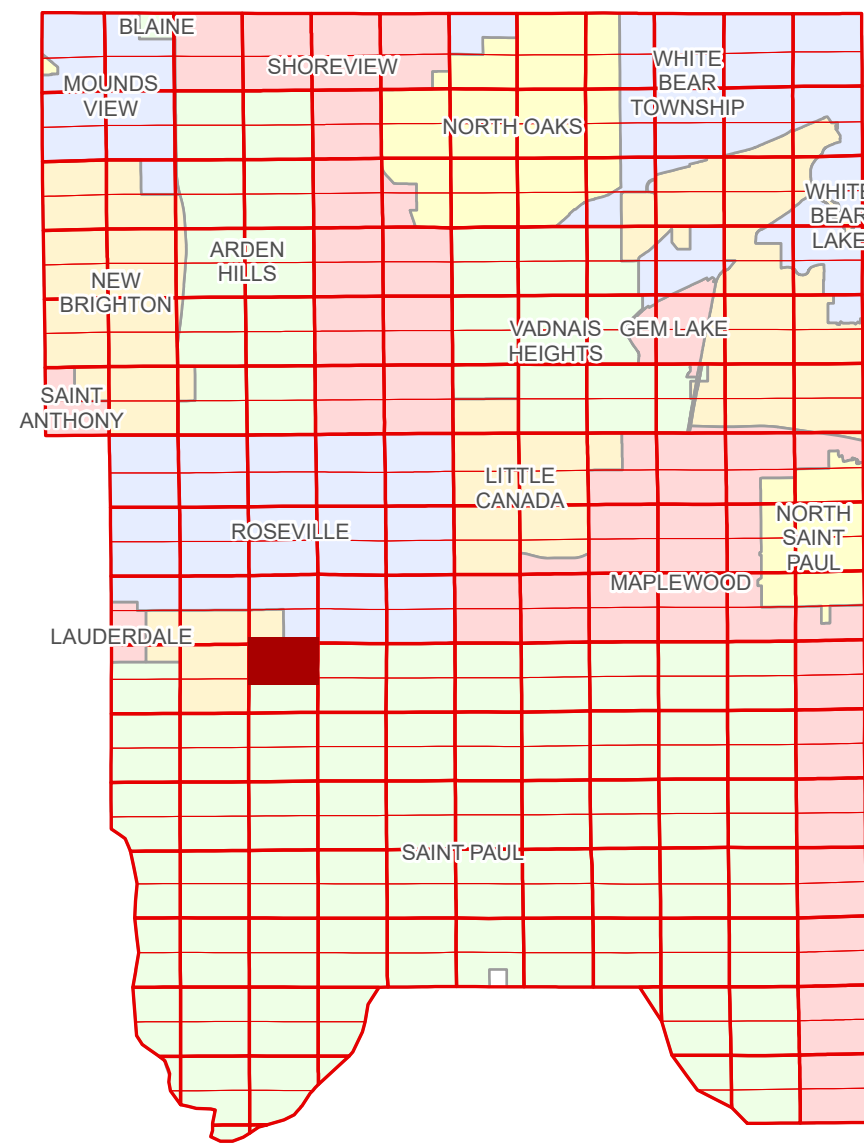 BLAINE
SHOREVIEW
WHITE
BEAR
TOWNSHIP
MOUNDS
VIEW
NORTH OAKS
WHITE
BEAR
LAKE
ARDEN
HILLS
NEW
BRIGHTON
VADNAIS
HEIGHTS
GEM LAKE
SAINT
ANTHONY
LITTLE
CANADA
NORTH
SAINT
PAUL
ROSEVILLE
MAPLEWOOD
LAUDERDALE
SAINT PAUL